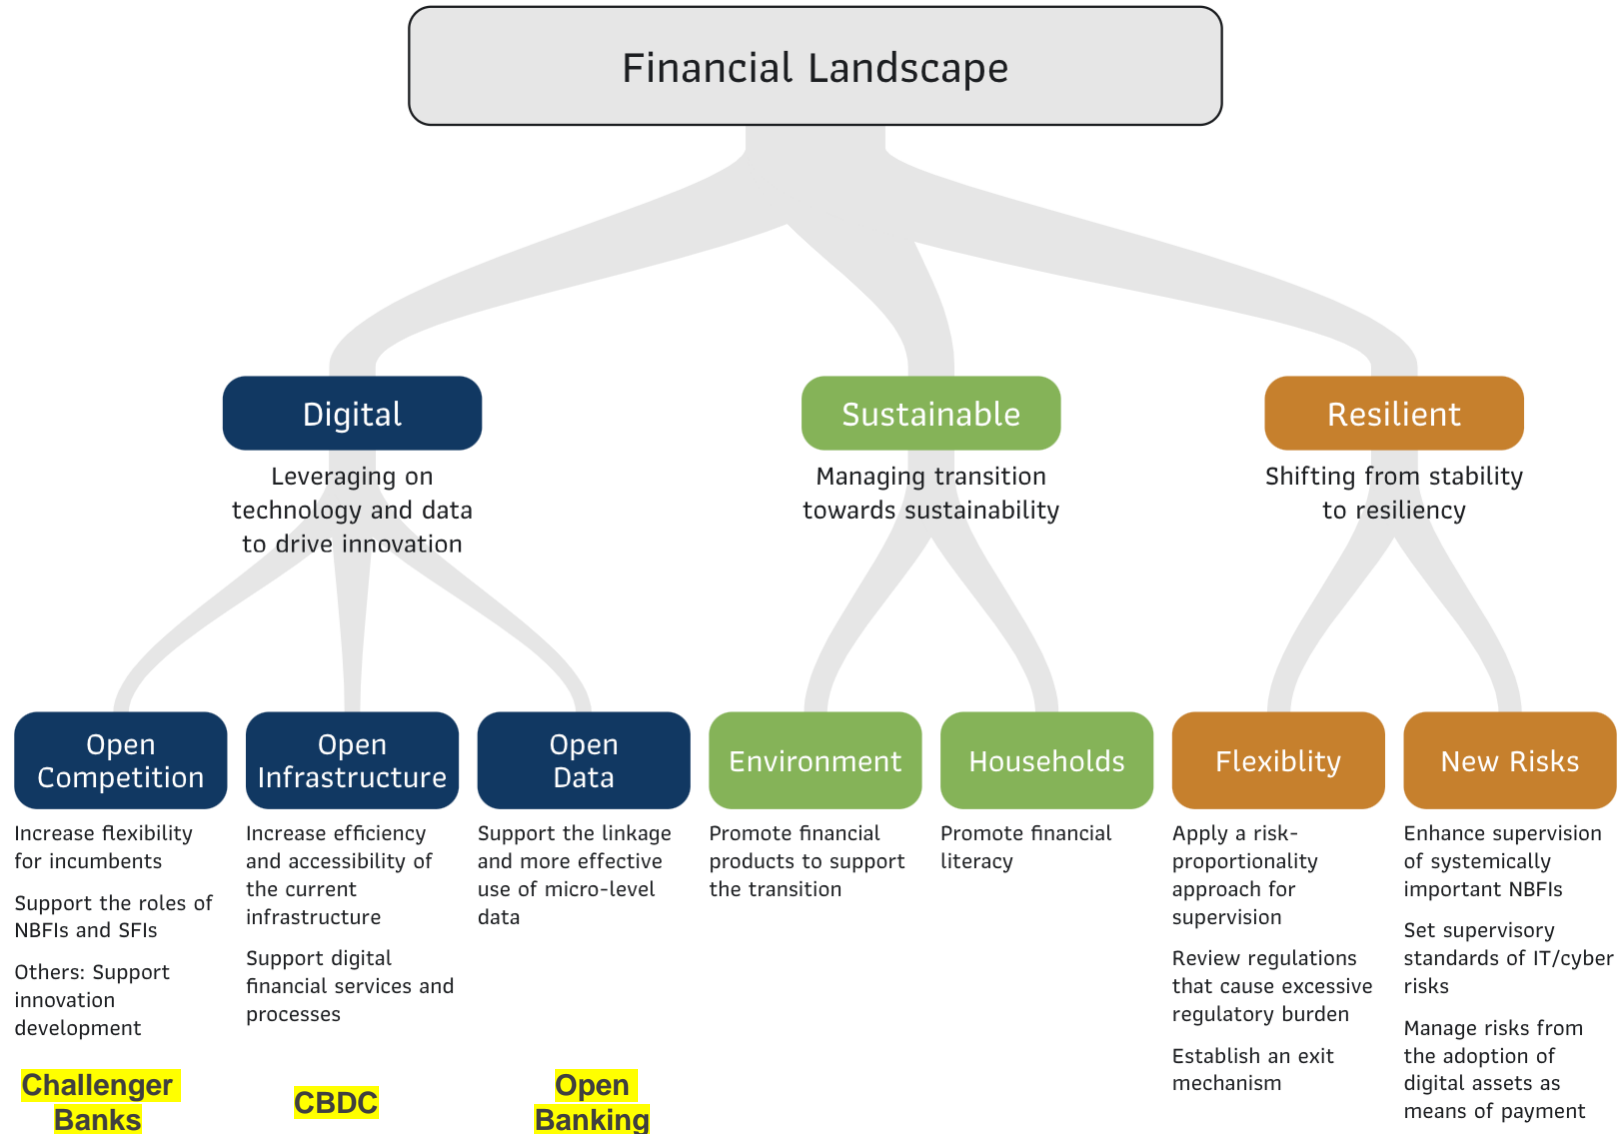 Financial Landscape
Digital
Leveraging on
technology and data
to drive innovation
Sustainable
Managing transition
towards sustainability
Resilient
Shifting from stability
to resiliency
Open
Competition
Increase flexibility
for incumbents
Support the roles of
NBFIs and SFIs
Others: Support
innovation
development
Challenger
Banks
Open
Infrastructure
Increase efficiency
and accessibility of
the current
infrastructure
Support digital
financial services and
processes
CBDC
Open
Data
Support the linkage
and more effective
use of micro-level
data
Open
Banking
Environment
Promote financial
products to support
the transition
Households
Promote financial
literacy
Flexiblity
Apply a risk-
proportionality
approach for
supervision
Review regulations
that cause excessive
regulatory burden
Establish an exit
mechanism
New Risks
Enhance supervision
of systemically
important NBFIs
Set supervisory
standards of IT/cyber
risks
Manage risks from
the adoption of
digital assets as
means of payment